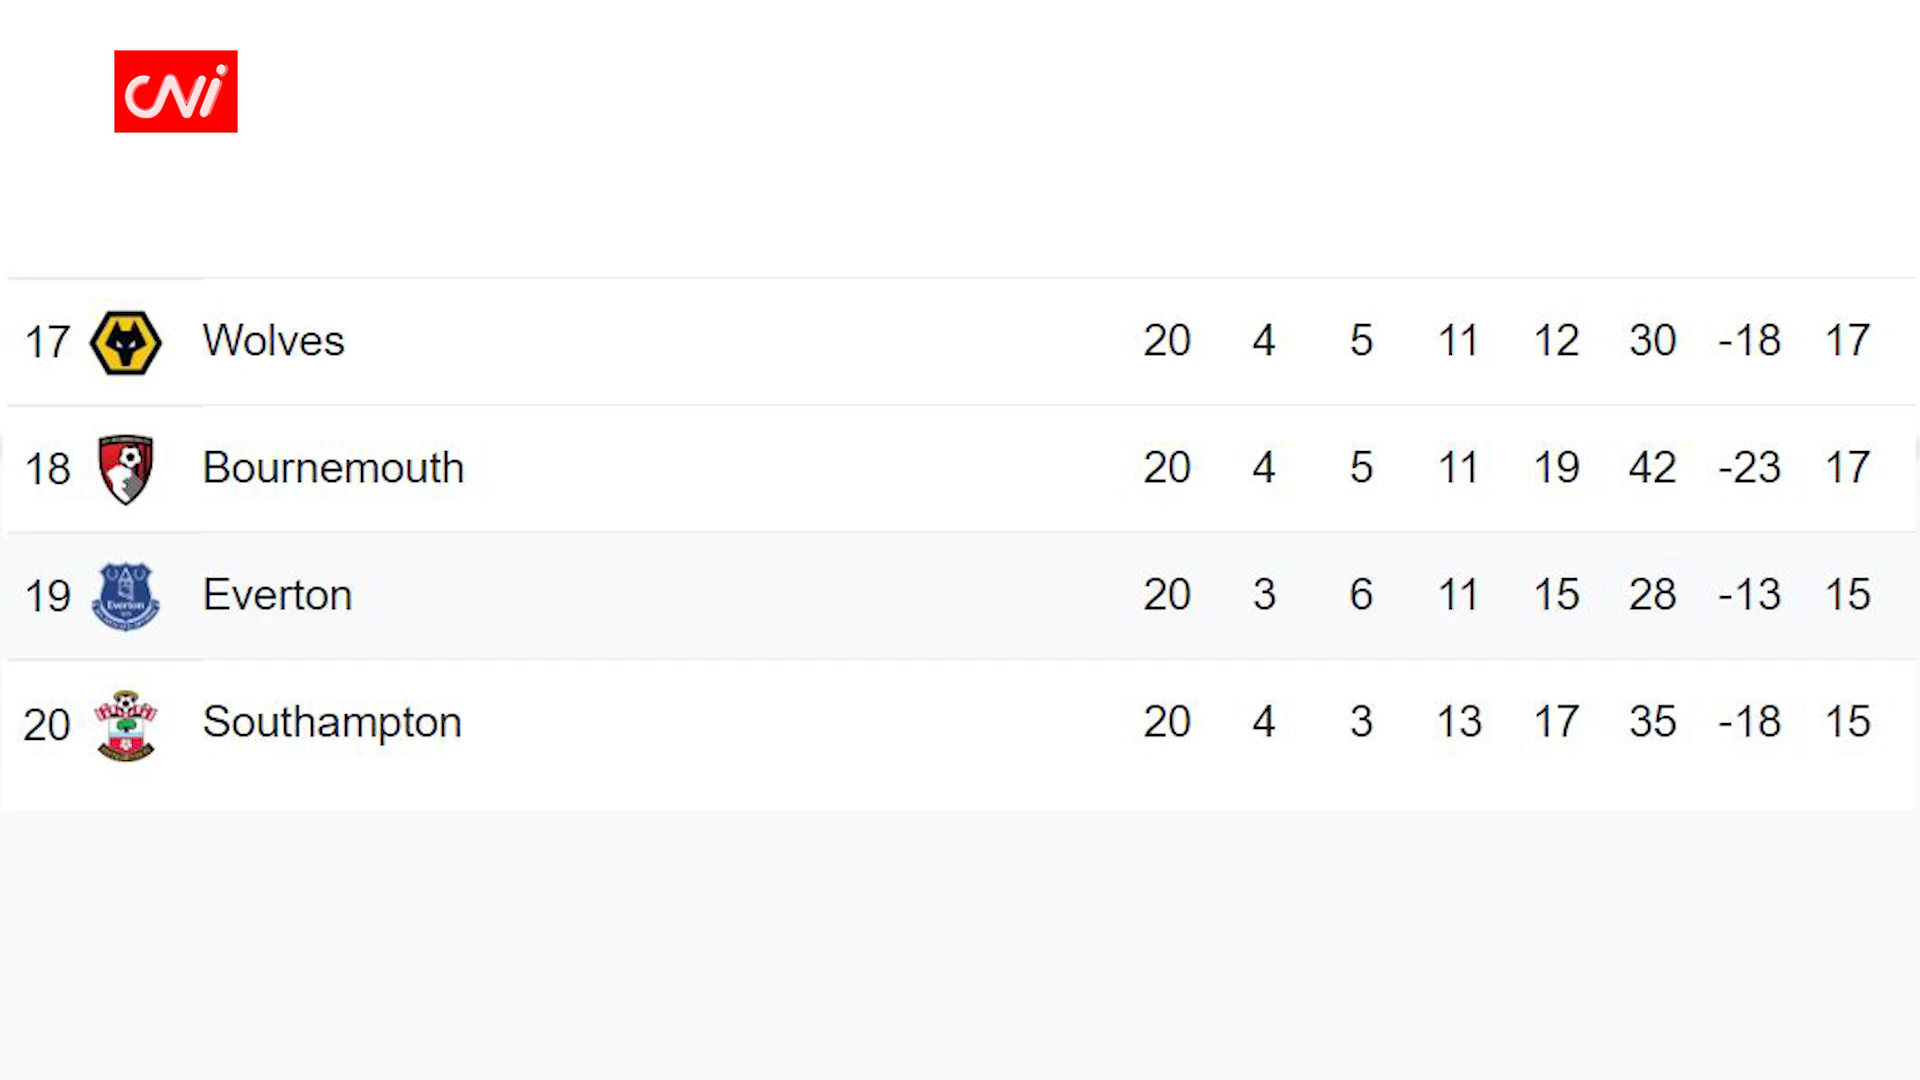 CNi
17 Wolves 20 4 5 11 12 30 -18 17
18 Bournemouth 20 4 5 11 19 42 -23 17
19 Everton 20 3 6 11 15 28 -13 15
Everton
20 Southampton 20 4 3 13 17 35 -18 15